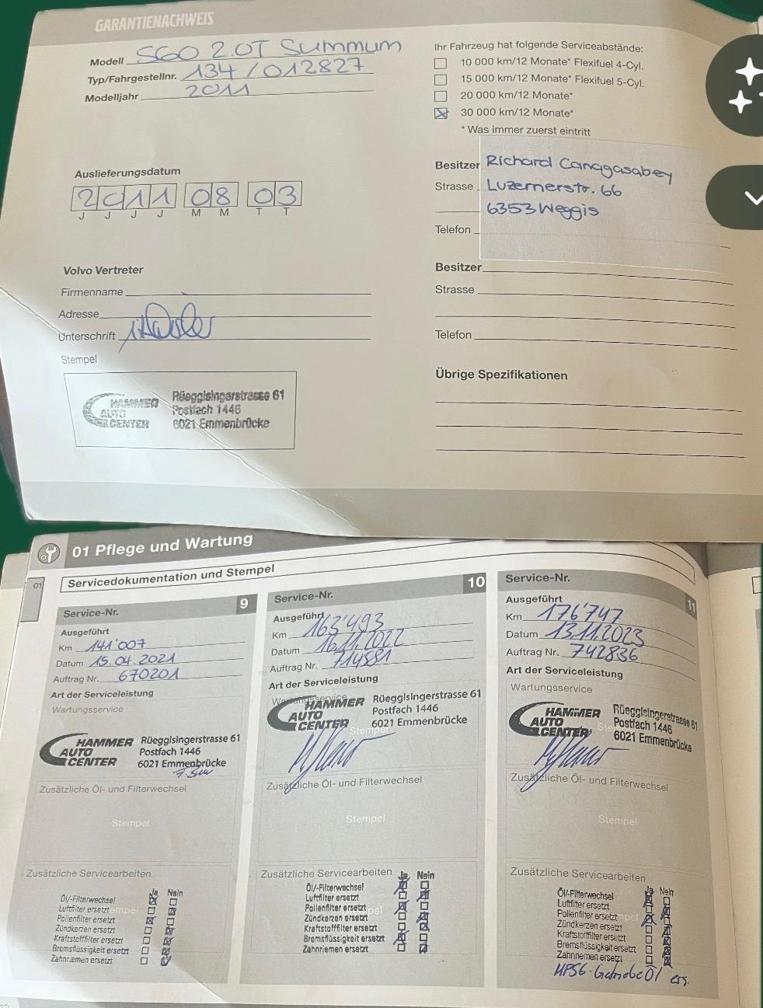 GARANTIENACHWEIS
Modell S60 2.0T Summum
Typ/Fahrgestellnr. 134/012827
Modelljahr 2011
Auslieferungsdatum
2011 08 03
J J J J M M T T
Volvo Vertreter
Firmenname
Adresse
Unterschrift
Stempel
HAMMER AUTO CENTER
Rüeggisingerstrasse 61
Postfach 1446
6021 Emmenbrücke
Ihr Fahrzeug hat folgende Serviceabstände:
10 000 km/12 Monate* Flexifuel 4-Cyl.
15 000 km/12 Monate* Flexifuel 5-Cyl.
20 000 km/12 Monate*
30 000 km/12 Monate*
* Was immer zuerst eintritt
Besitzer Richard Canagasabey
Strasse Luzernerstr. 66
6353 Weggis
Telefon
Besitzer
Strasse
Telefon
Übrige Spezifikationen
01 Pflege und Wartung
01
Servicedokumentation und Stempel
Service-Nr. 9
Ausgeführt
Km 141'007
Datum 15.04.2021
Auftrag Nr. 670201
Art der Serviceleistung
Wartungsservice
HAMMER AUTO CENTER
Rüeggisingerstrasse 61
Postfach 1446
6021 Emmenbrücke
Zusätzliche Öl- und Filterwechsel
Stempel
Zusätzliche Servicearbeiten
Ja Nein
Öl/-Filterwechsel
Luftfilter ersetzt
Pollenfilter ersetzt
Zündkerzen ersetzt
Kraftstofffilter ersetzt
Bremsflüssigkeit ersetzt
Zahnriemen ersetzt
Service-Nr. 10
Ausgeführt
Km 163'493
Datum 16.11.2022
Auftrag Nr. 714881
Art der Serviceleistung
Wartungsservice
HAMMER AUTO CENTER
Rüeggisingerstrasse 61
Postfach 1446
6021 Emmenbrücke
Zusätzliche Öl- und Filterwechsel
Stempel
Zusätzliche Servicearbeiten
Ja Nein
Öl/-Filterwechsel
Luftfilter ersetzt
Pollenfilter ersetzt
Zündkerzen ersetzt
Kraftstofffilter ersetzt
Bremsflüssigkeit ersetzt
Zahnriemen ersetzt
Service-Nr. 11
Ausgeführt
Km 176'747
Datum 13.11.2023
Auftrag Nr. 742836
Art der Serviceleistung
Wartungsservice
HAMMER AUTO CENTER
Rüeggisingerstrasse 61
Postfach 1446
6021 Emmenbrücke
Zusätzliche Öl- und Filterwechsel
Stempel
Zusätzliche Servicearbeiten
Ja Nein
Öl/-Filterwechsel
Luftfilter ersetzt
Pollenfilter ersetzt
Zündkerzen ersetzt
Kraftstofffilter ersetzt
Bremsflüssigkeit ersetzt
Zahnriemen ersetzt
MPS6-Getriebe Öl ers.